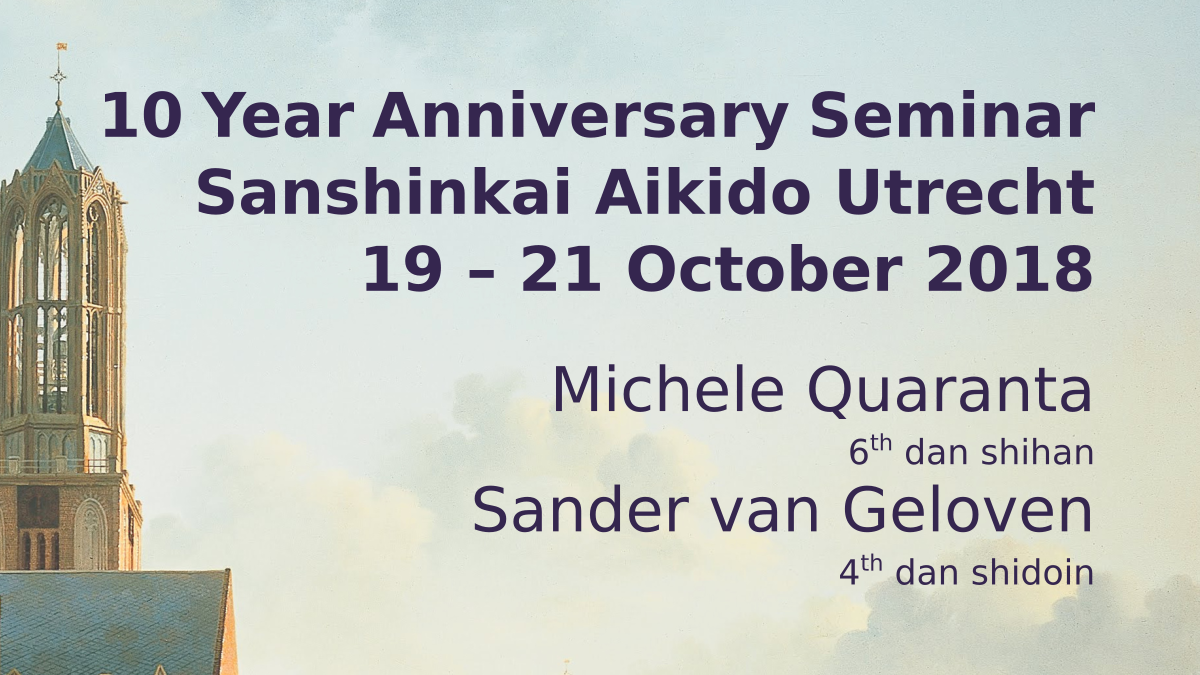 10 Year Anniversary Seminar
Sanshinkai Aikido Utrecht
19 – 21 October 2018
Michele Quaranta
6th dan shihan
Sander van Geloven
4th dan shidoin